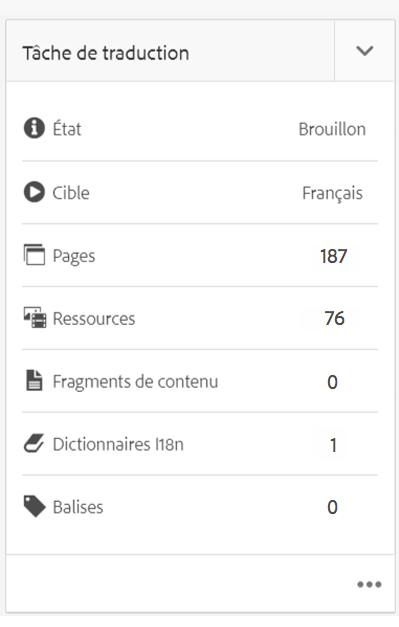 Tâche de traduction
État Brouillon
Cible Français
Pages 187
Ressources 76
Fragments de contenu 0
Dictionnaires I18n 1
Balises 0